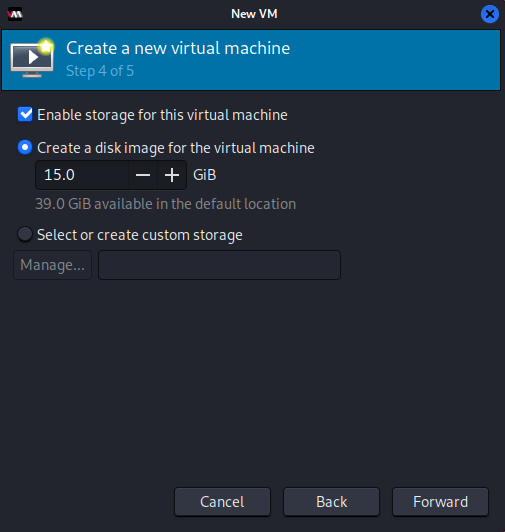 New VM
Create a new virtual machine
Step 4 of 5
Enable storage for this virtual machine
Create a disk image for the virtual machine
15.0 GiB
39.0 GiB available in the default location
Select or create custom storage
Manage...
Cancel Back Forward